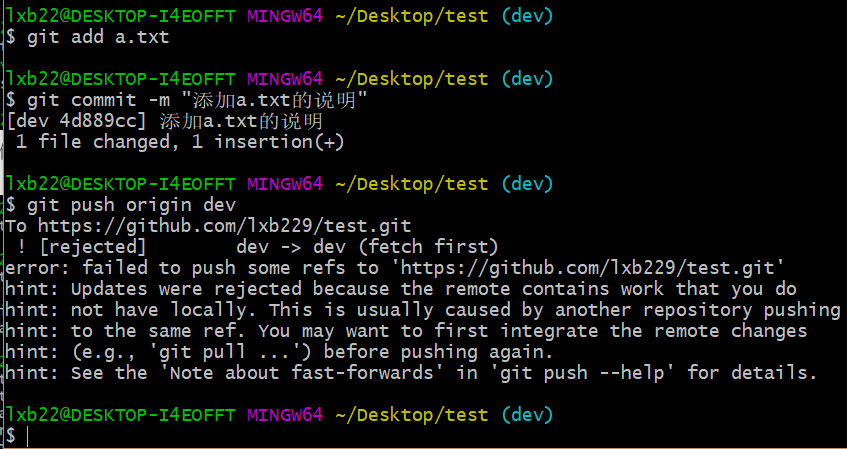 lxb22@DESKTOP-I4EOFFT MINGW64 ~/Desktop/test (dev)
$ git add a.txt
lxb22@DESKTOP-I4EOFFT MINGW64 ~/Desktop/test (dev)
$ git commit -m "添加a.txt的说明"
[dev 4d889cc] 添加a.txt的说明
 1 file changed, 1 insertion(+)
lxb22@DESKTOP-I4EOFFT MINGW64 ~/Desktop/test (dev)
$ git push origin dev
To https://github.com/lxb229/test.git
 ! [rejected]        dev -> dev (fetch first)
error: failed to push some refs to 'https://github.com/lxb229/test.git'
hint: Updates were rejected because the remote contains work that you do
hint: not have locally. This is usually caused by another repository pushing
hint: to the same ref. You may want to first integrate the remote changes
hint: (e.g., 'git pull ...') before pushing again.
hint: See the 'Note about fast-forwards' in 'git push --help' for details.
lxb22@DESKTOP-I4EOFFT MINGW64 ~/Desktop/test (dev)
$